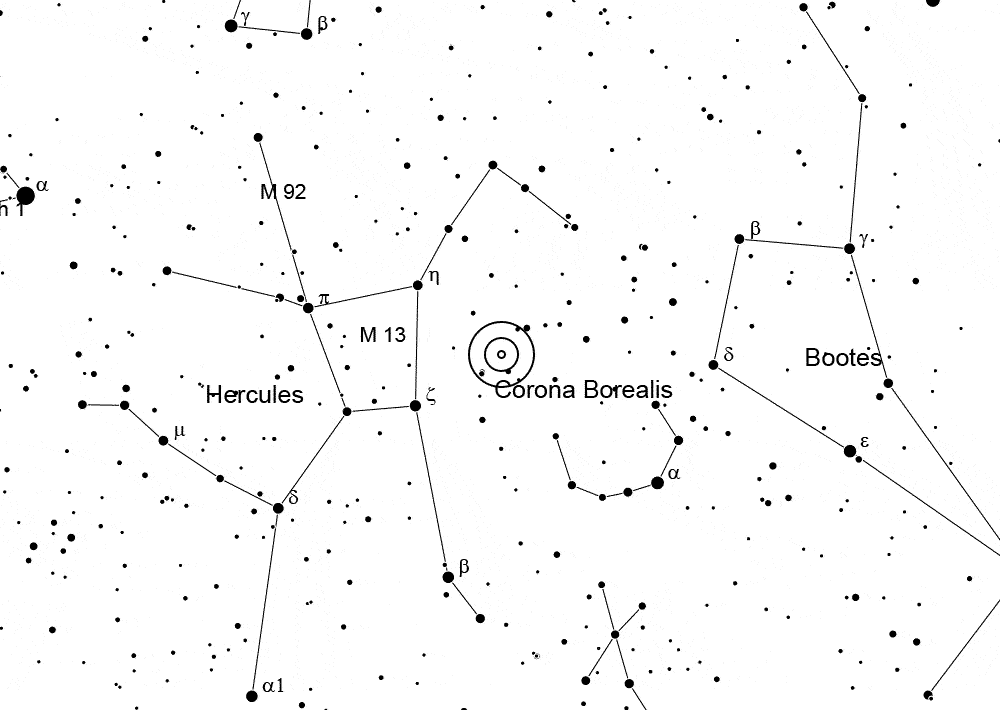 γ
β
α
h 1
M 92
β
γ
η
π
M 13
δ
Bootes
Hercules
Corona Borealis
ζ
μ
ε
α
δ
β
α1